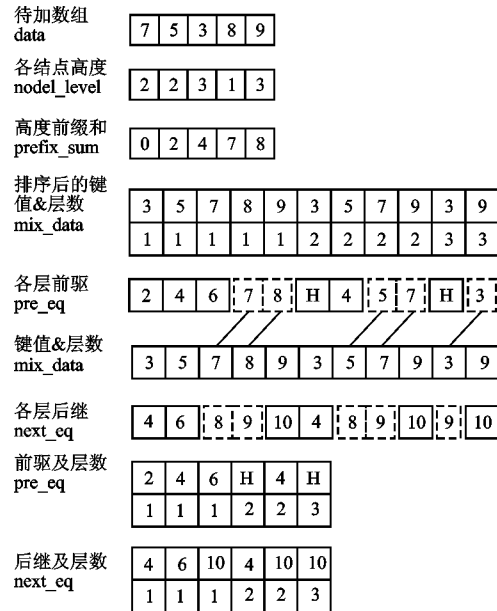 待加数组
data
7 5 3 8 9
各结点高度
nodel_level
2 2 3 1 3
高度前缀和
prefix_sum
0 2 4 7 8
排序后的键
值&层数
mix_data
3 5 7 8 9 3 5 7 9 3 9
1 1 1 1 1 2 2 2 2 3 3
各层前驱
pre_eq
2 4 6 7 8 H 4 5 7 H 3
键值&层数
mix_data
3 5 7 8 9 3 5 7 9 3 9
各层后继
next_eq
4 6 8 9 10 4 8 9 10 9 10
前驱及层数
pre_eq
2 4 6 H 4 H
1 1 1 2 2 3
后继及层数
next_eq
4 6 10 4 10 10
1 1 1 2 2 3